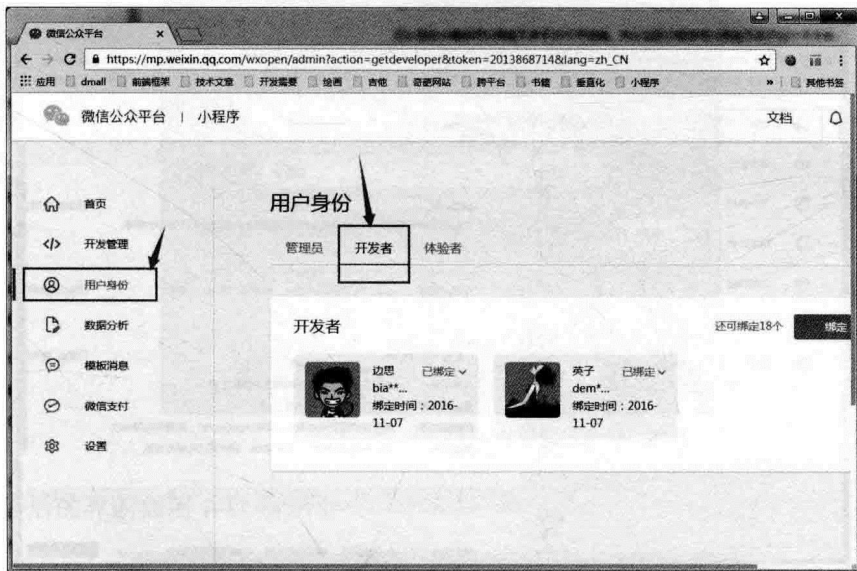 微信公众平台
https://mp.weixin.qq.com/wxopen/admin?action=getdeveloper&token=2013868714&lang=zh_CN
应用 dmall 前端框架 技术文章 开发需要 绘画 吉他 奇葩网站 跨平台 书籍 垂直化 小程序 » 其他书签
微信公众平台 | 小程序 文档
首页
</> 开发管理
用户身份
数据分析
模板消息
微信支付
设置
用户身份
管理员 开发者 体验者
开发者 还可绑定18个 绑定
边思 已绑定
bia**...
绑定时间：2016-
11-07
英子 已绑定
dem*...
绑定时间：2016-
11-07